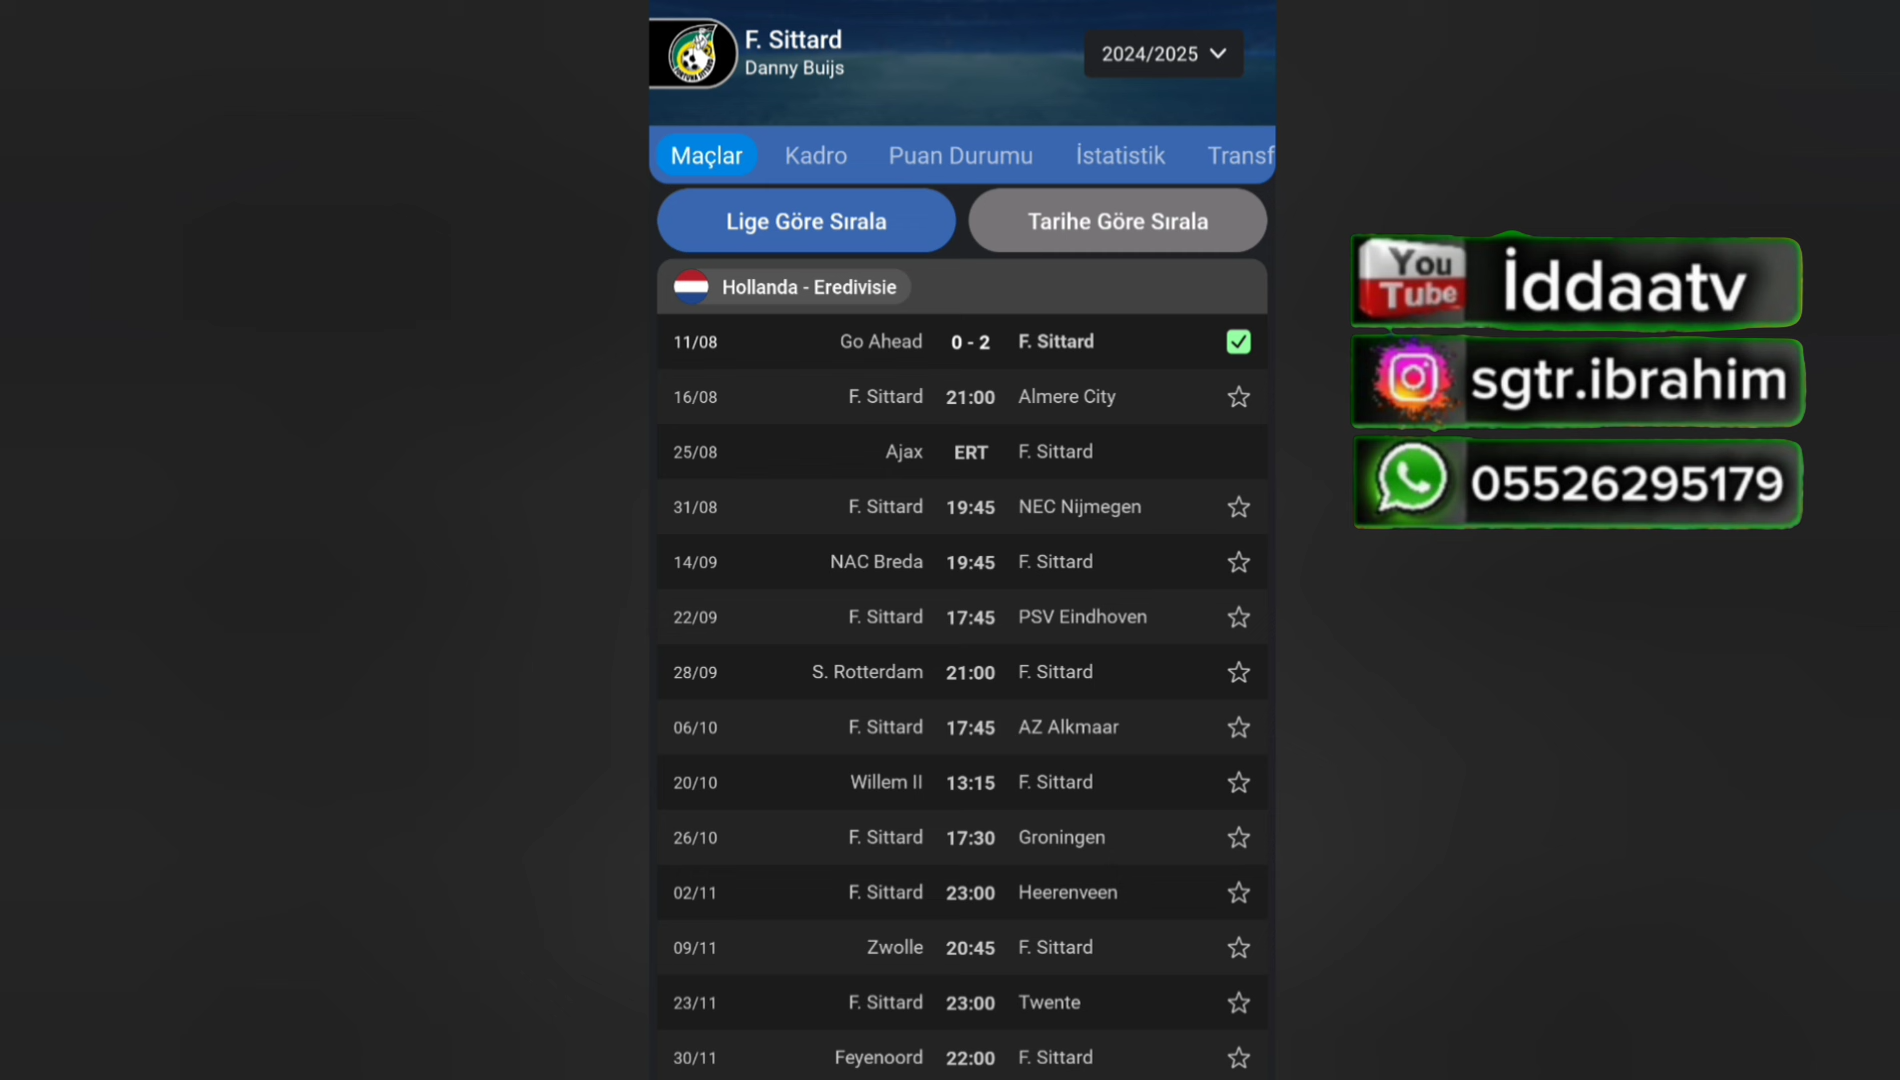 F. Sittard
Danny Buijs
2024/2025
Maçlar Kadro Puan Durumu İstatistik Transf
Lige Göre Sırala Tarihe Göre Sırala
Hollanda - Eredivisie
11/08 Go Ahead 0 - 2 F. Sittard
16/08 F. Sittard 21:00 Almere City
25/08 Ajax ERT F. Sittard
31/08 F. Sittard 19:45 NEC Nijmegen
14/09 NAC Breda 19:45 F. Sittard
22/09 F. Sittard 17:45 PSV Eindhoven
28/09 S. Rotterdam 21:00 F. Sittard
06/10 F. Sittard 17:45 AZ Alkmaar
20/10 Willem II 13:15 F. Sittard
26/10 F. Sittard 17:30 Groningen
02/11 F. Sittard 23:00 Heerenveen
09/11 Zwolle 20:45 F. Sittard
23/11 F. Sittard 23:00 Twente
30/11 Feyenoord 22:00 F. Sittard
You Tube İddaatv
sgtr.ibrahim
05526295179